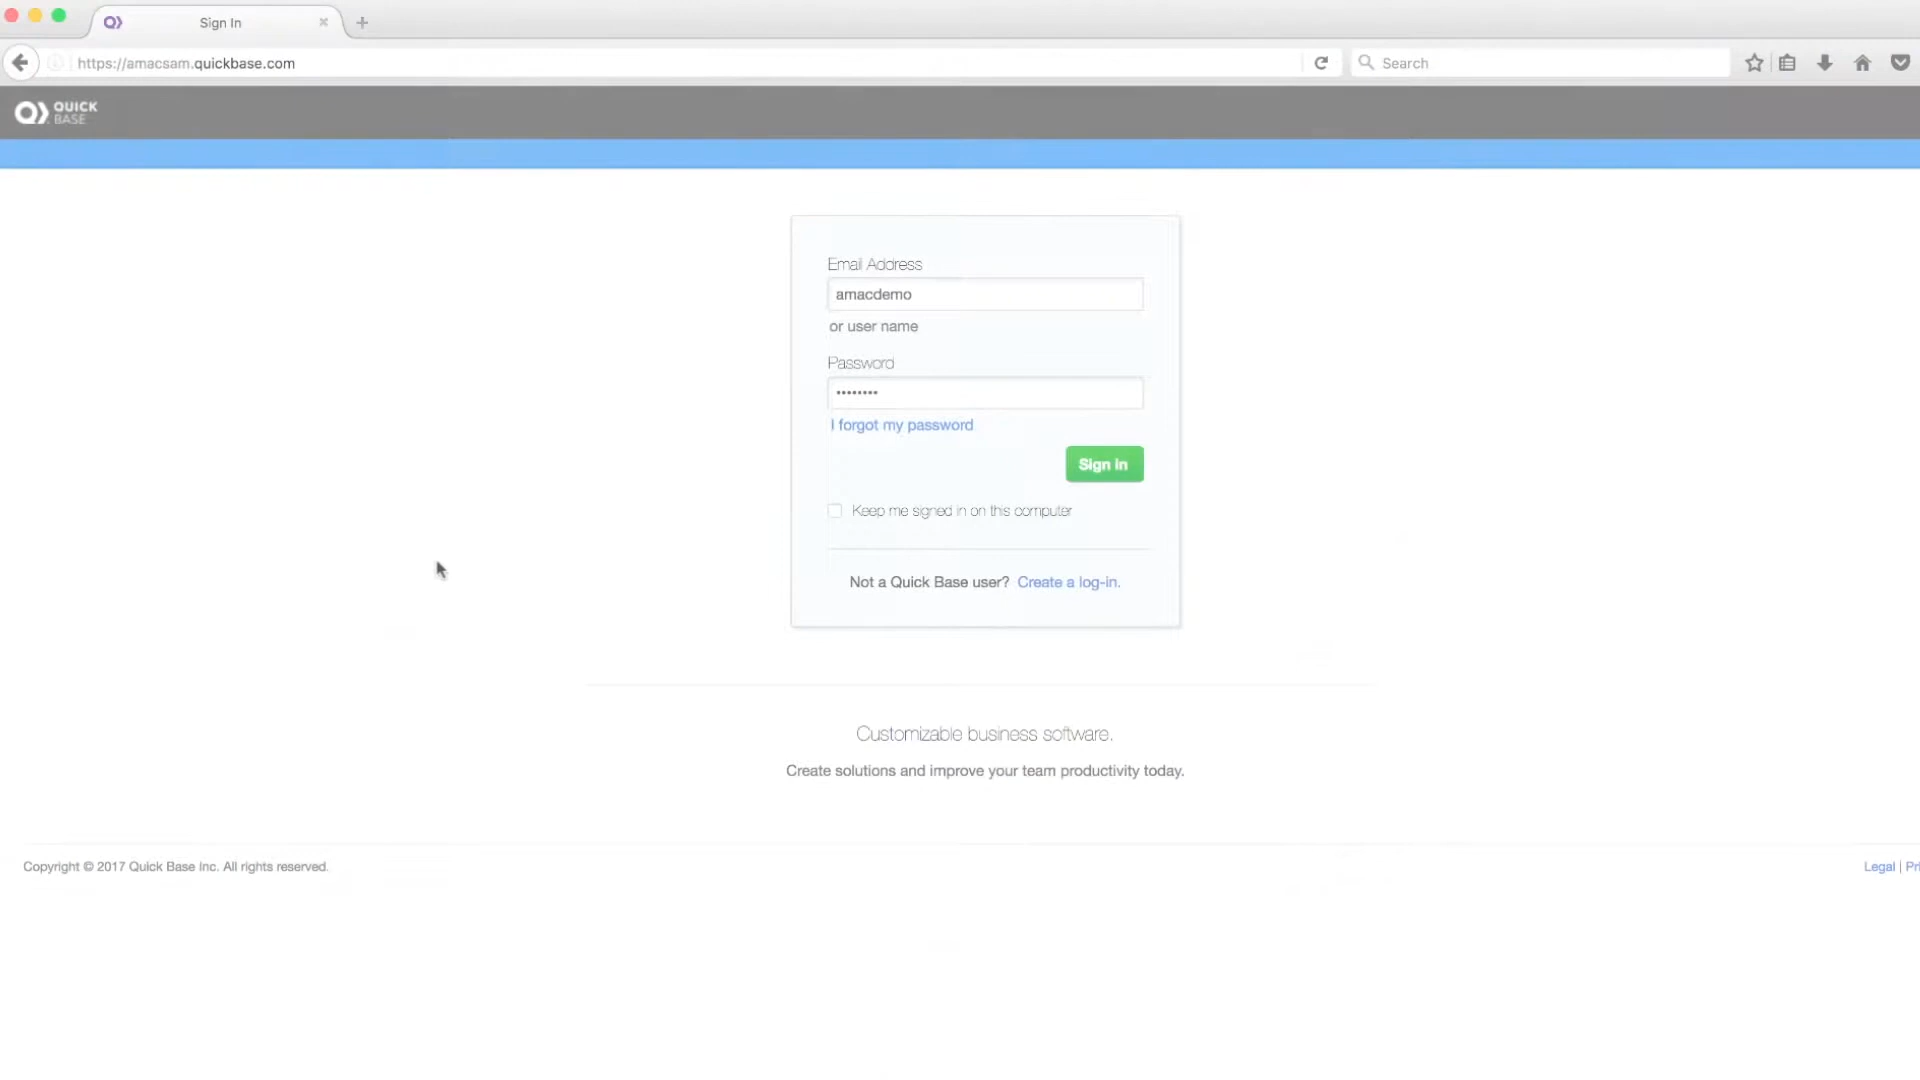 Sign In
https://amacsam.quickbase.com
Search
QUICK
BASE
Email Address
amacdemo
or user name
Password
••••••••
I forgot my password
Sign in
Keep me signed in on this computer
Not a Quick Base user? Create a log-in.
Customizable business software.
Create solutions and improve your team productivity today.
Copyright © 2017 Quick Base Inc. All rights reserved.
Legal | Pri